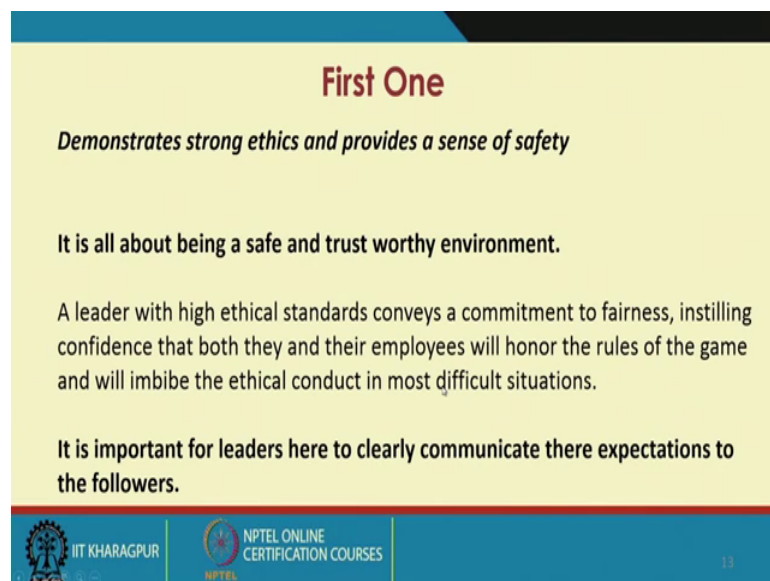 First One
Demonstrates strong ethics and provides a sense of safety
It is all about being a safe and trust worthy environment.
A leader with high ethical standards conveys a commitment to fairness, instilling
confidence that both they and their employees will honor the rules of the game
and will imbibe the ethical conduct in most difficult situations.
It is important for leaders here to clearly communicate there expectations to
the followers.
IIT KHARAGPUR
NPTEL
NPTEL ONLINE
CERTIFICATION COURSES
13